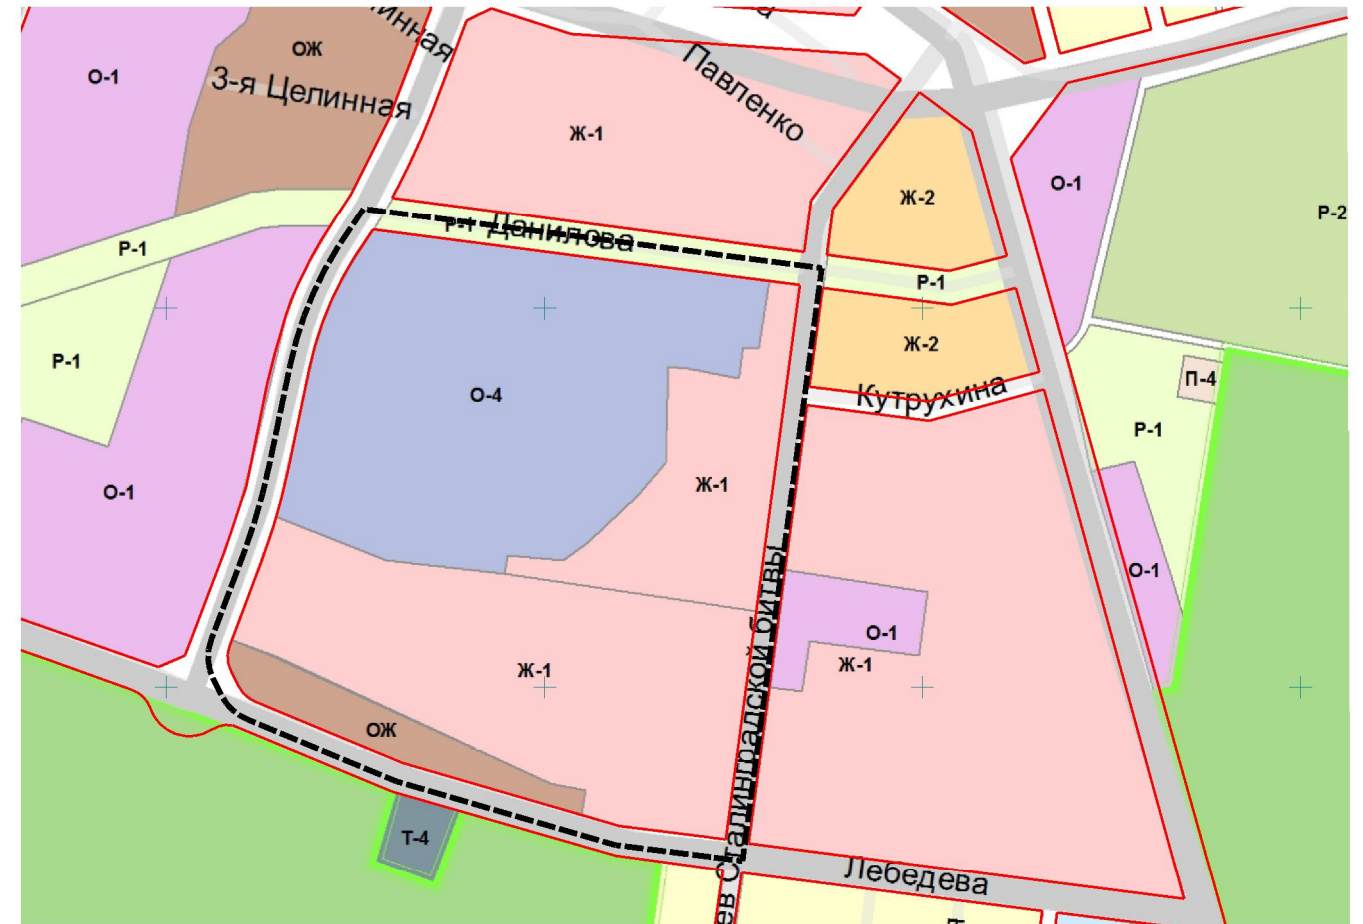 ОЖ
О-1
3-я Целинная
Павленко
Ж-1
О-1
Ж-2
Р-2
Р-1
Р-1 Данилова
Р-1
Р-1
Ж-2
П-4
О-4
Кутрухина
Р-1
О-1
Ж-1
О-1
О-1
Ж-1
Ж-1
ОЖ
Сталинградской битвы
Т-4
Лебедева